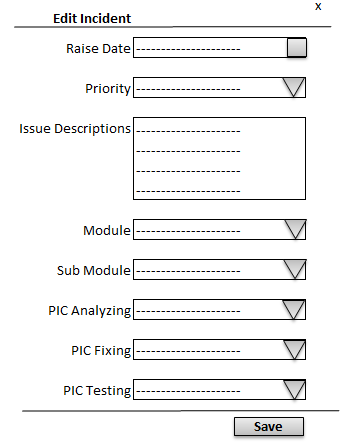 x
Edit Incident
Raise Date ---------------------
Priority ---------------------
Issue Descriptions ---------------------
---------------------
---------------------
---------------------
Module ---------------------
Sub Module ---------------------
PIC Analyzing ---------------------
PIC Fixing ---------------------
PIC Testing ---------------------
Save